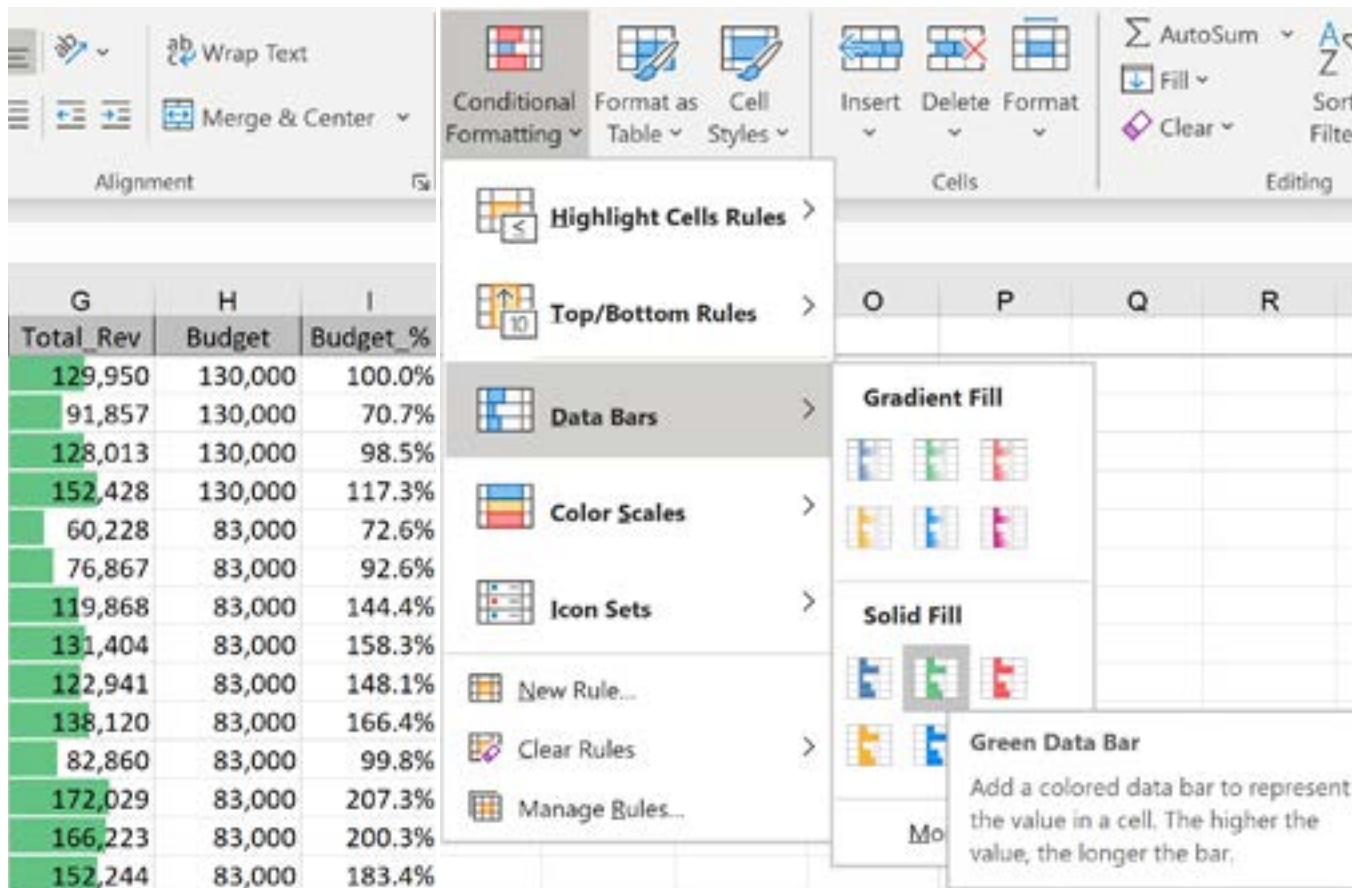 Wrap Text
Merge & Center
Alignment
Conditional Formatting
Format as Table
Cell Styles
Insert
Delete
Format
Cells
AutoSum
Fill
Clear
Editing
Highlight Cells Rules
Top/Bottom Rules
Data Bars
Color Scales
Icon Sets
New Rule...
Clear Rules
Manage Rules...
Gradient Fill
Solid Fill
Green Data Bar
Add a colored data bar to represent
the value in a cell. The higher the
value, the longer the bar.
G H I O P Q R
Total_Rev Budget Budget_%
129,950 130,000 100.0%
91,857 130,000 70.7%
128,013 130,000 98.5%
152,428 130,000 117.3%
60,228 83,000 72.6%
76,867 83,000 92.6%
119,868 83,000 144.4%
131,404 83,000 158.3%
122,941 83,000 148.1%
138,120 83,000 166.4%
82,860 83,000 99.8%
172,029 83,000 207.3%
166,223 83,000 200.3%
152,244 83,000 183.4%